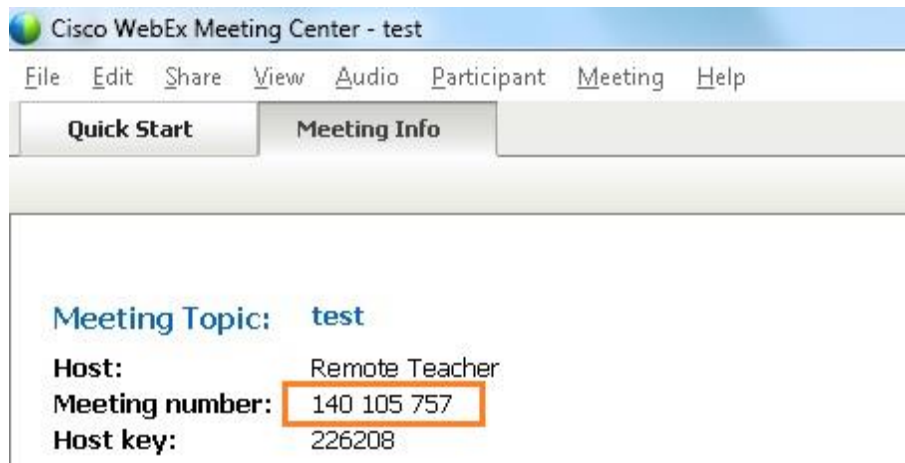 Cisco WebEx Meeting Center - test
File Edit Share View Audio Participant Meeting Help
Quick Start Meeting Info
Meeting Topic: test
Host: Remote Teacher
Meeting number: 140 105 757
Host key: 226208